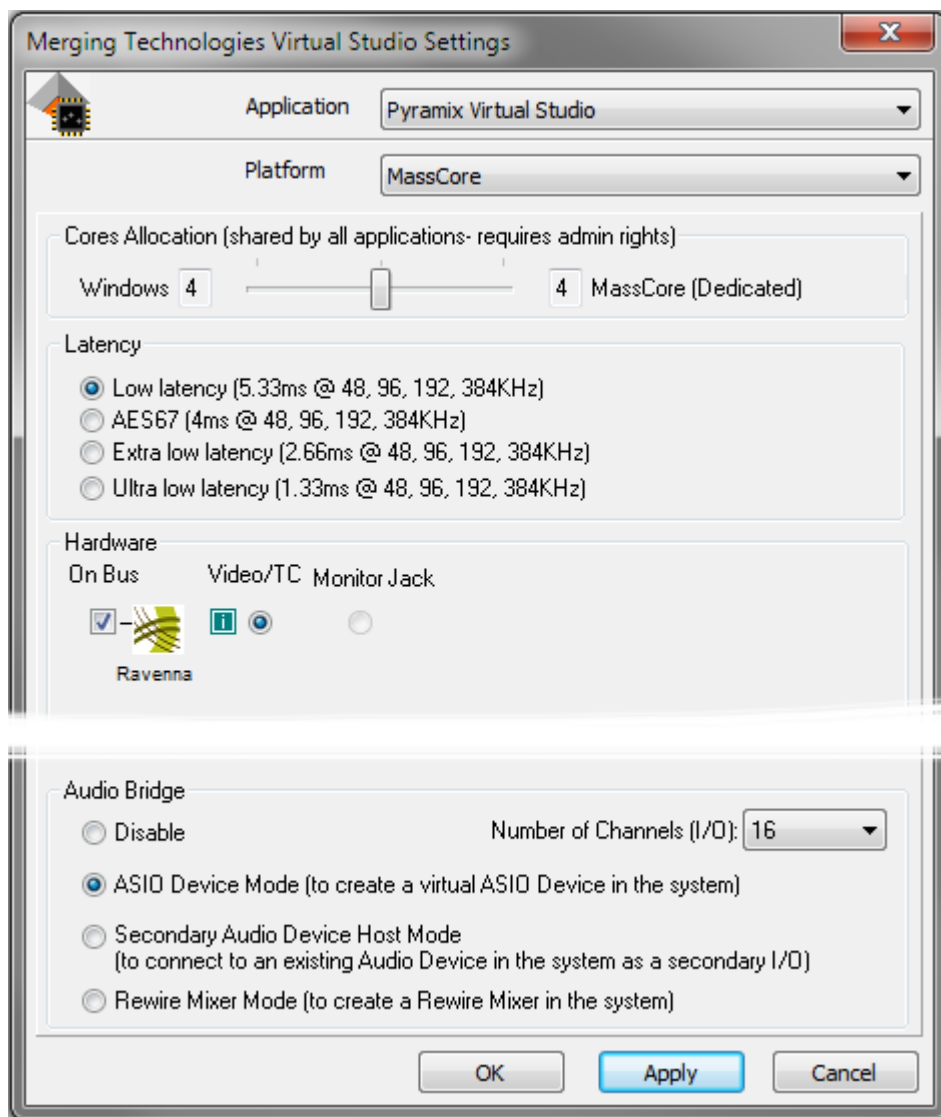 Merging Technologies Virtual Studio Settings
Application Pyramix Virtual Studio
Platform MassCore
Cores Allocation (shared by all applications- requires admin rights)
Windows 4 4 MassCore (Dedicated)
Latency
Low latency (5.33ms @ 48, 96, 192, 384KHz)
AES67 (4ms @ 48, 96, 192, 384KHz)
Extra low latency (2.66ms @ 48, 96, 192, 384KHz)
Ultra low latency (1.33ms @ 48, 96, 192, 384KHz)
Hardware
On Bus Video/TC Monitor Jack
i
Ravenna
Audio Bridge
Disable Number of Channels (I/O): 16
ASIO Device Mode (to create a virtual ASIO Device in the system)
Secondary Audio Device Host Mode
(to connect to an existing Audio Device in the system as a secondary I/O)
Rewire Mixer Mode (to create a Rewire Mixer in the system)
OK Apply Cancel